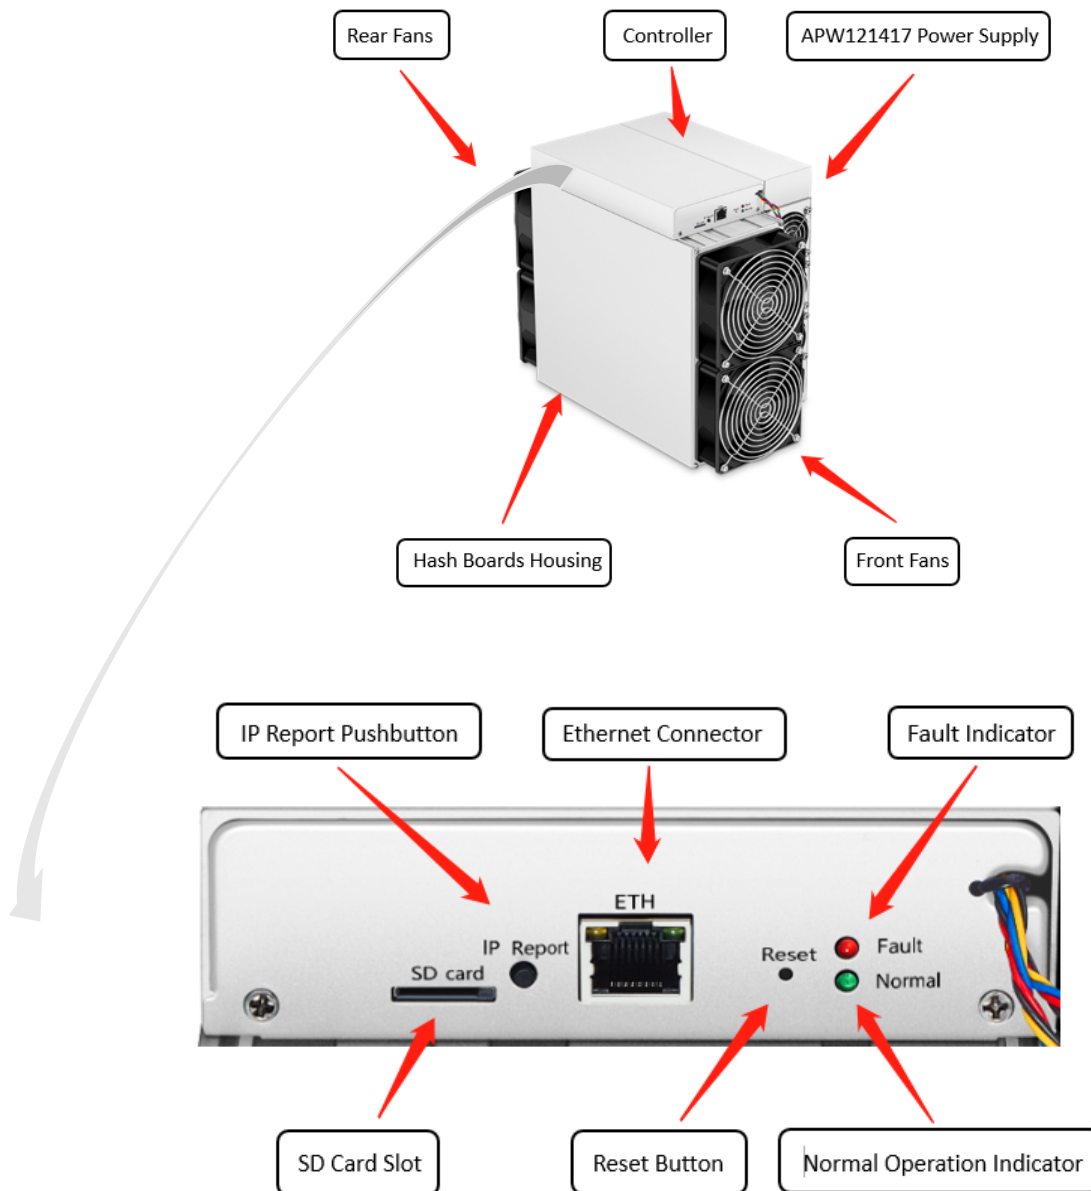 Rear Fans
Controller
APW121417 Power Supply
Hash Boards Housing
Front Fans
IP Report Pushbutton
Ethernet Connector
Fault Indicator
ETH
IP Report
SD card
Reset
Fault
Normal
SD Card Slot
Reset Button
Normal Operation Indicator